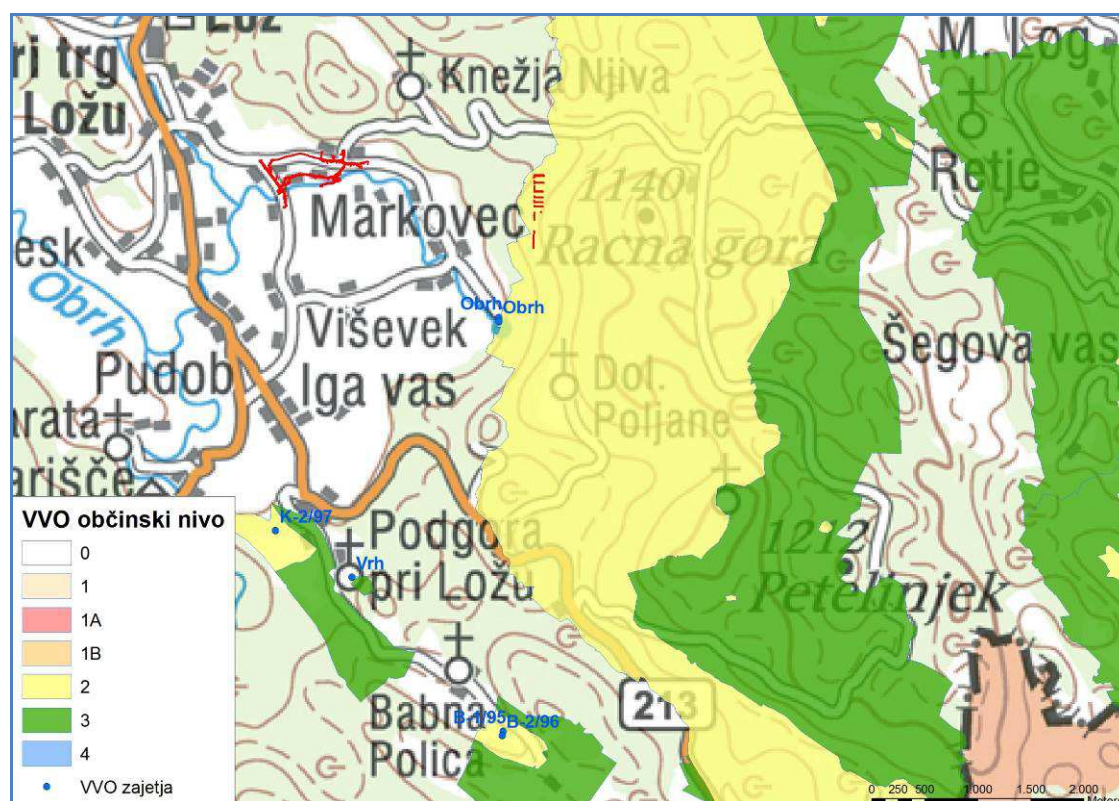 Lož
ri trg
Ložu
Knežja Njiva
M. Log
Retje
1140
Racna gora
Markovec
esk
Obrh
Obrh
Obrh
Viševek
Šegova vas
Iga vas
Pudob
Dol.
Poljane
arata
arišče
K-2/97
Podgora
pri Ložu
Vrh
1212
Petelinjek
213
B-1/95
B-2/96
Babna
Polica
VVO občinski nivo
0
1
1A
1B
2
3
4
VVO zajetja
0 250 500 1.000 1.500 2.000